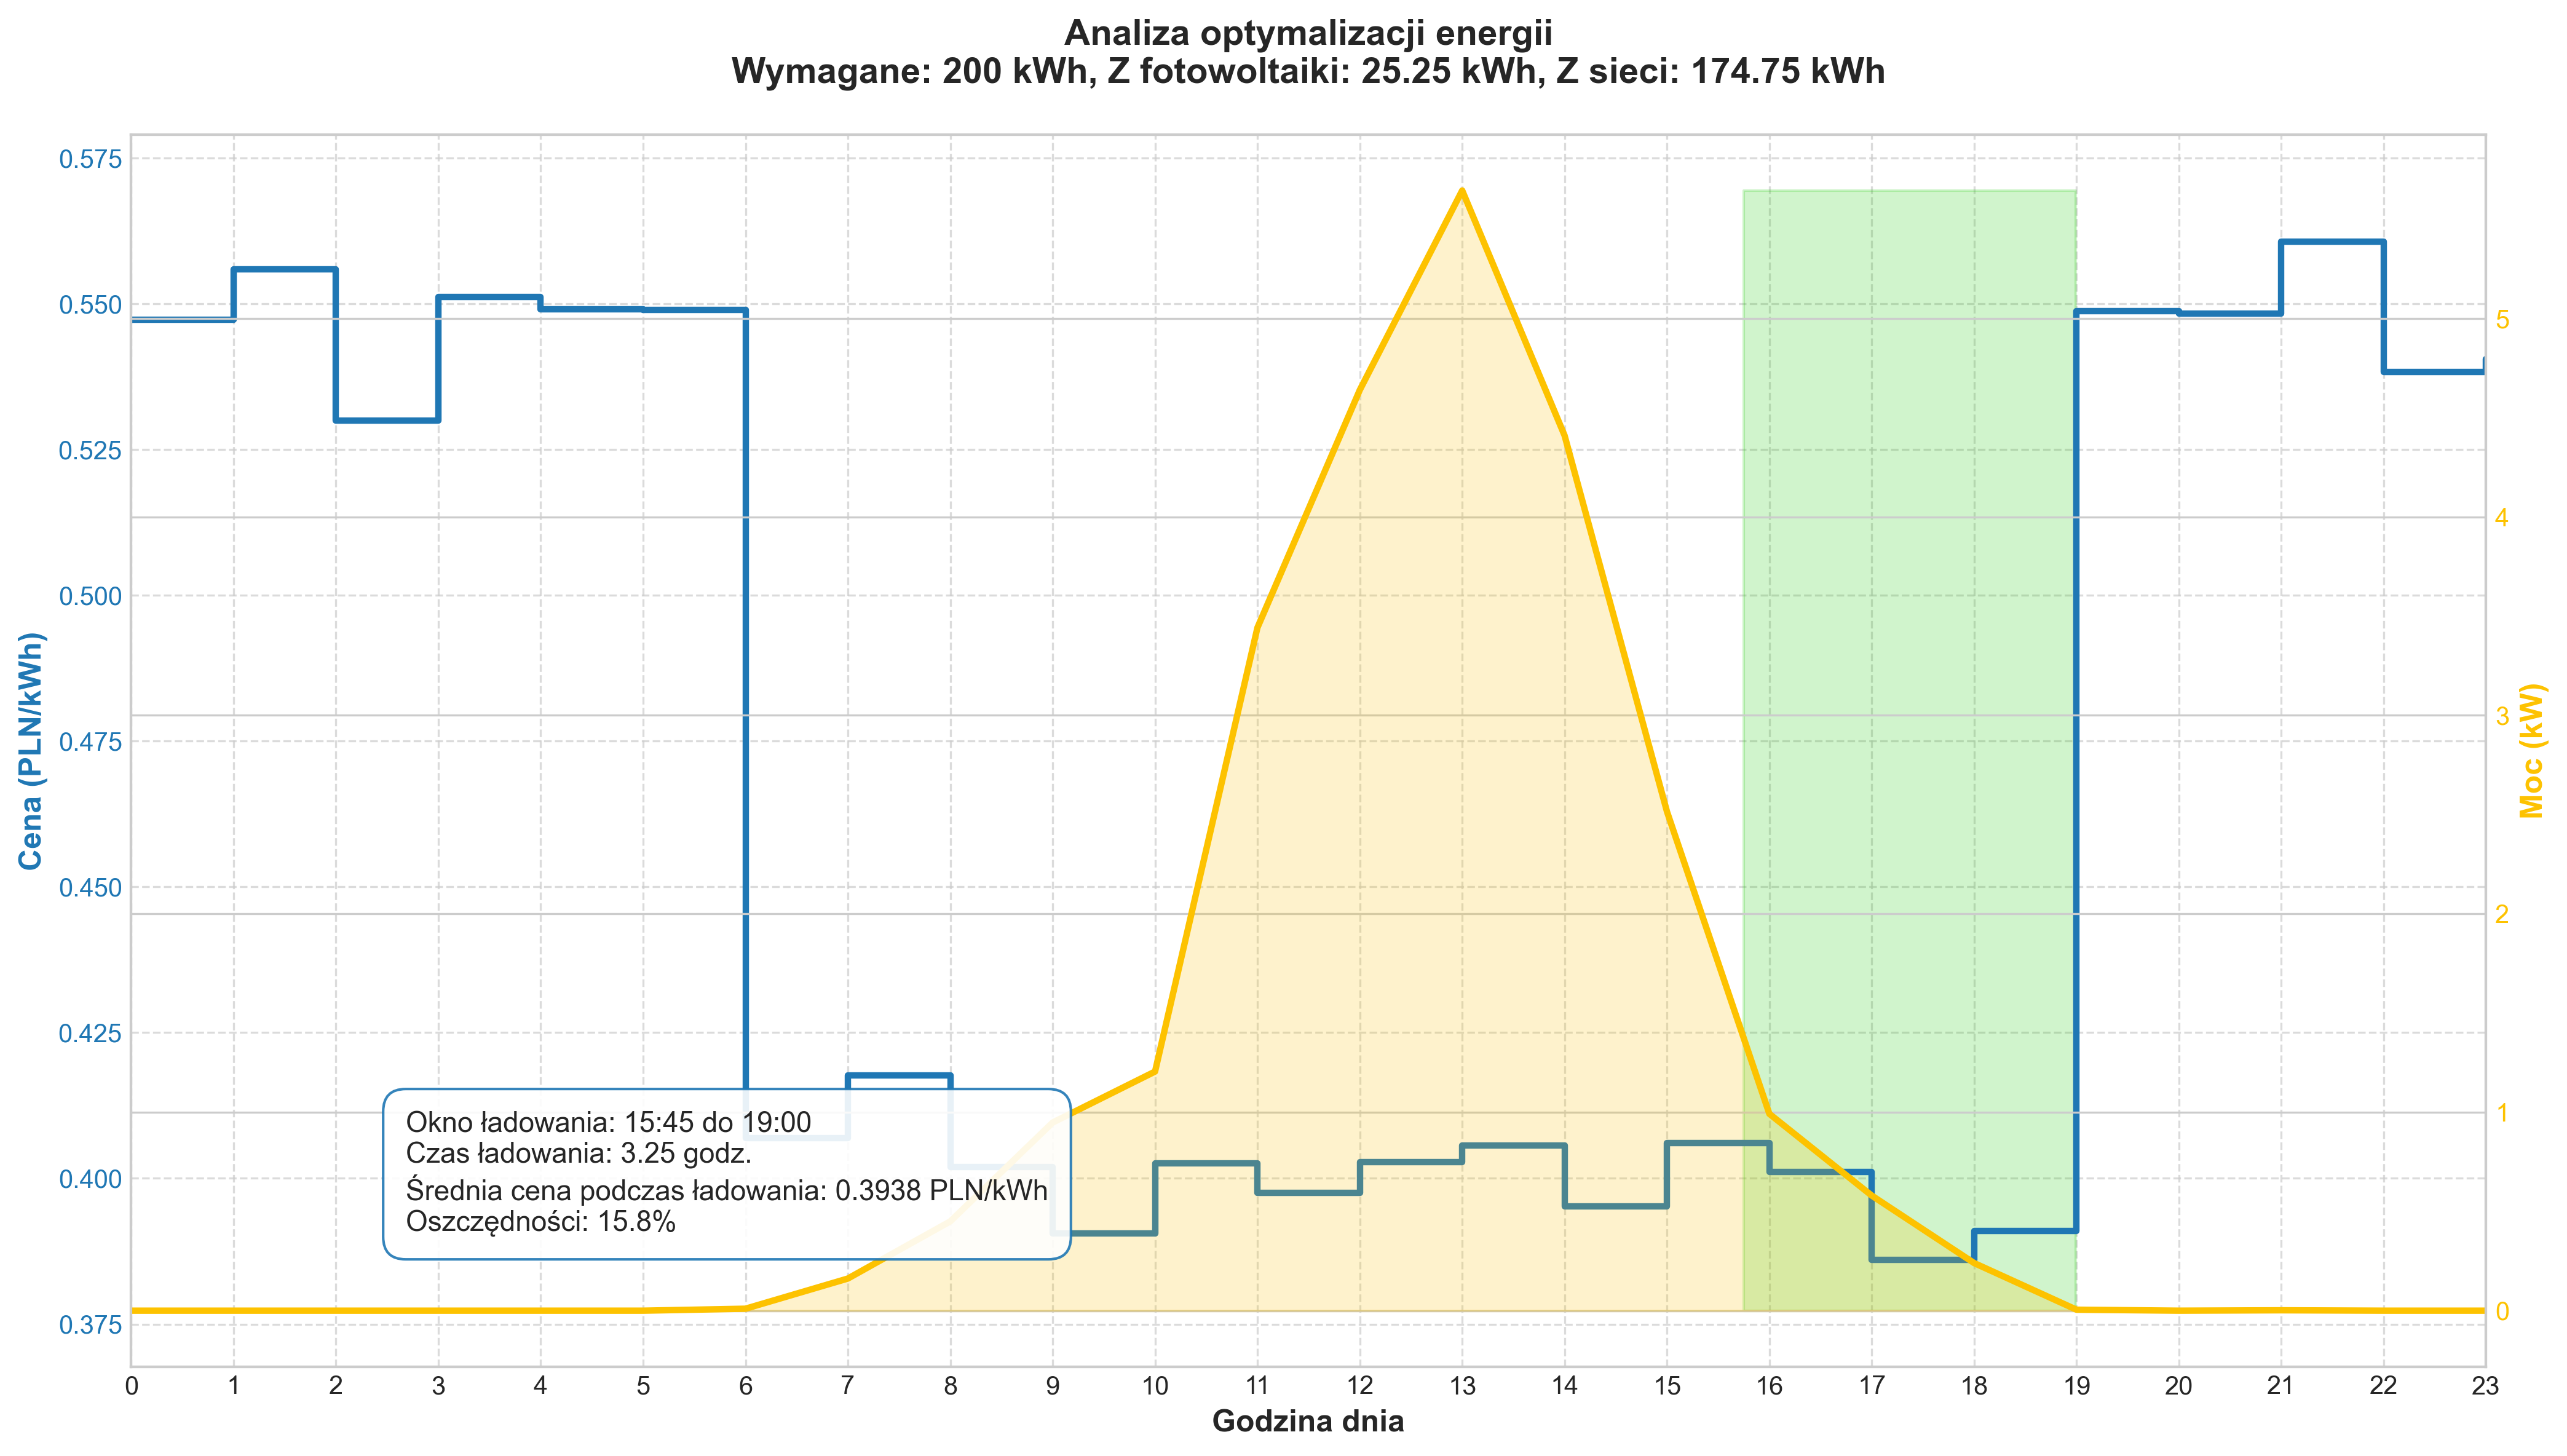 Analiza optymalizacji energii
Wymagane: 200 kWh, Z fotowoltaiki: 25.25 kWh, Z sieci: 174.75 kWh
Cena (PLN/kWh)
0.575
0.550
0.525
0.500
0.475
0.450
0.425
0.400
0.375
Okno ładowania: 15:45 do 19:00
Czas ładowania: 3.25 godz.
Średnia cena podczas ładowania: 0.3938 PLN/kWh
Oszczędności: 15.8%
5
4
3
2
1
0
Moc (kW)
0 1 2 3 4 5 6 7 8 9 10 11 12 13 14 15 16 17 18 19 20 21 22 23
Godzina dnia